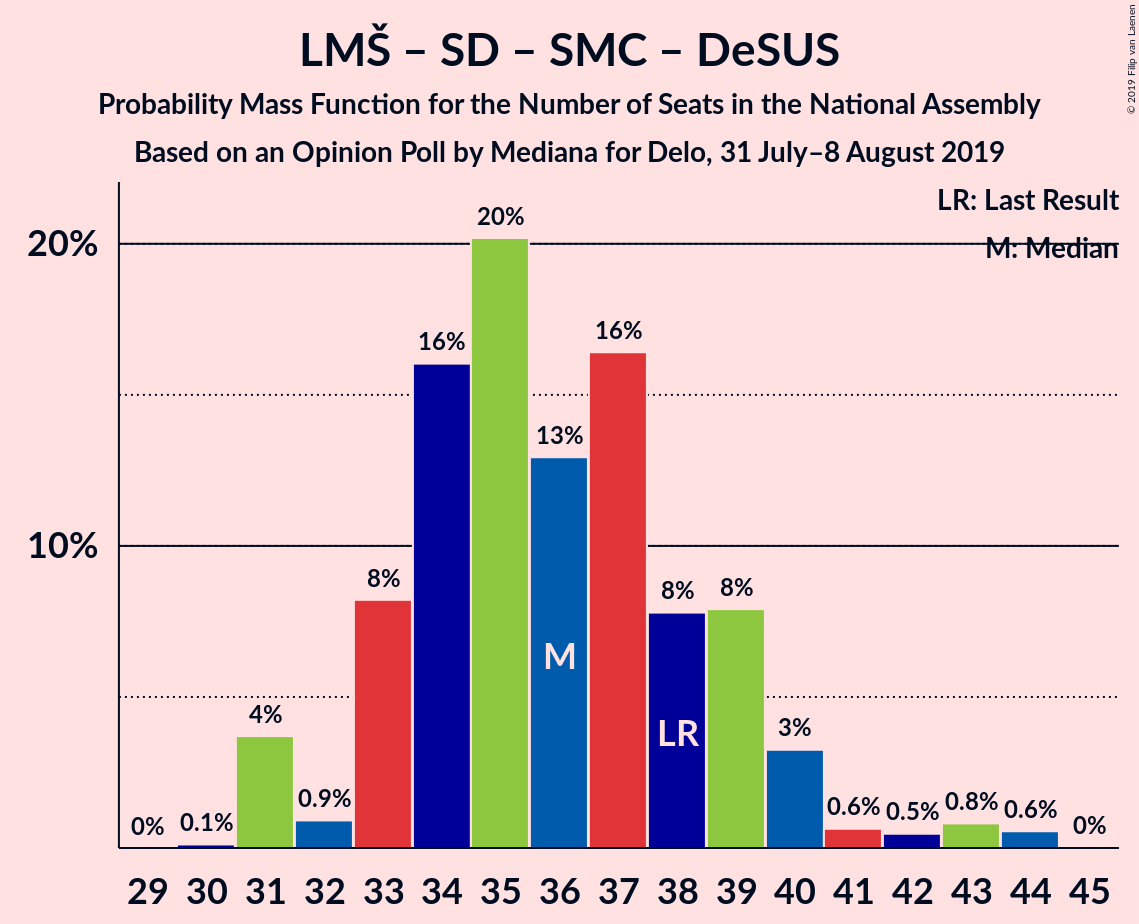 LMŠ – SD – SMC – DeSUS
Probability Mass Function for the Number of Seats in the National Assembly
Based on an Opinion Poll by Mediana for Delo, 31 July–8 August 2019
© 2019 Filip van Laenen
LR: Last Result
M: Median
20%
10%
0%
0.1%
4%
0.9%
8%
16%
20%
13%
16%
8%
8%
3%
0.6%
0.5%
0.8%
0.6%
0%
M
LR
29 30 31 32 33 34 35 36 37 38 39 40 41 42 43 44 45